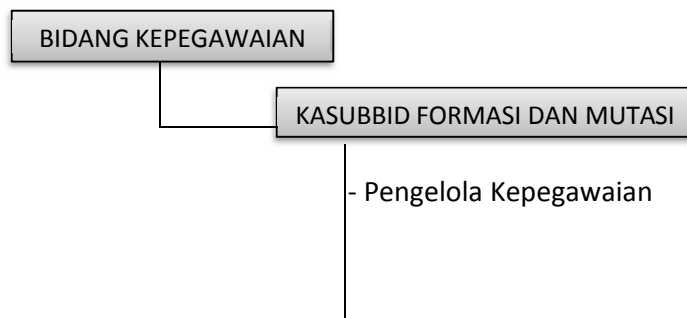 BIDANG KEPEGAWAIAN
KASUBBID FORMASI DAN MUTASI
- Pengelola Kepegawaian